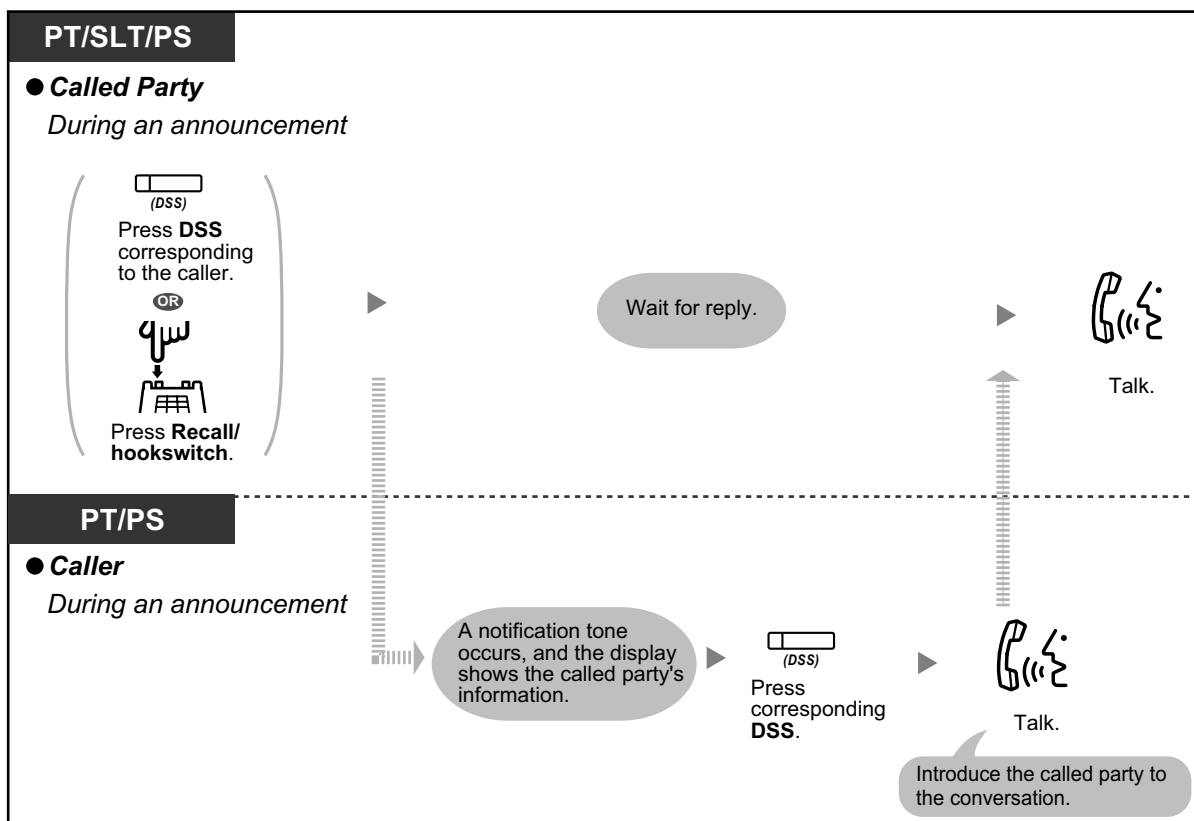 PT/SLT/PS
● Called Party
During an announcement
(DSS)
Press DSS
corresponding
to the caller.
OR
Press Recall/
hookswitch.
Wait for reply.
Talk.
PT/PS
● Caller
During an announcement
A notification tone
occurs, and the display
shows the called party's
information.
(DSS)
Press
corresponding
DSS.
Talk.
Introduce the called party to
the conversation.